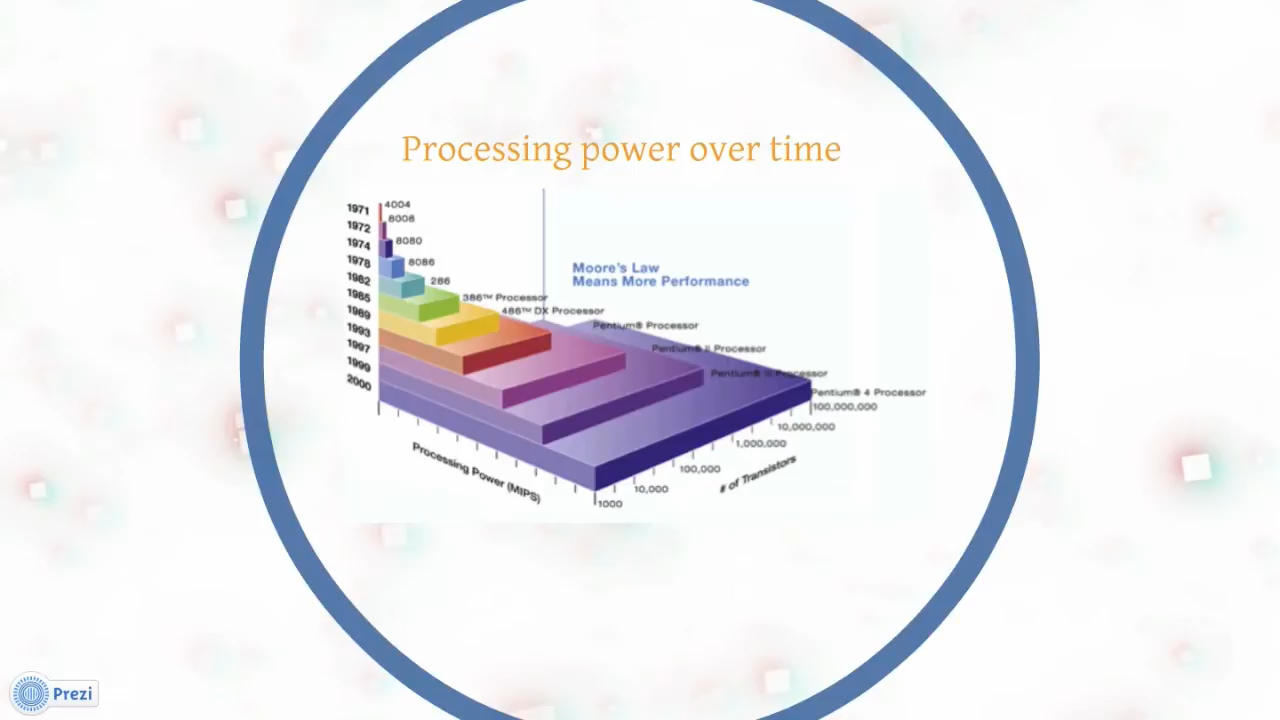 Processing power over time
1971 4004
1972 8008
1974 8080
1978 8086
1982 286
1985 386™ Processor
1989 486™ DX Processor
1993 Pentium® Processor
1997 Pentium® II Processor
1999 Pentium® III Processor
2000 Pentium® 4 Processor
Moore's Law
Means More Performance
100,000,000
10,000,000
1,000,000
100,000
10,000
1000
Processing Power (MIPS)
# of Transistors
Prezi